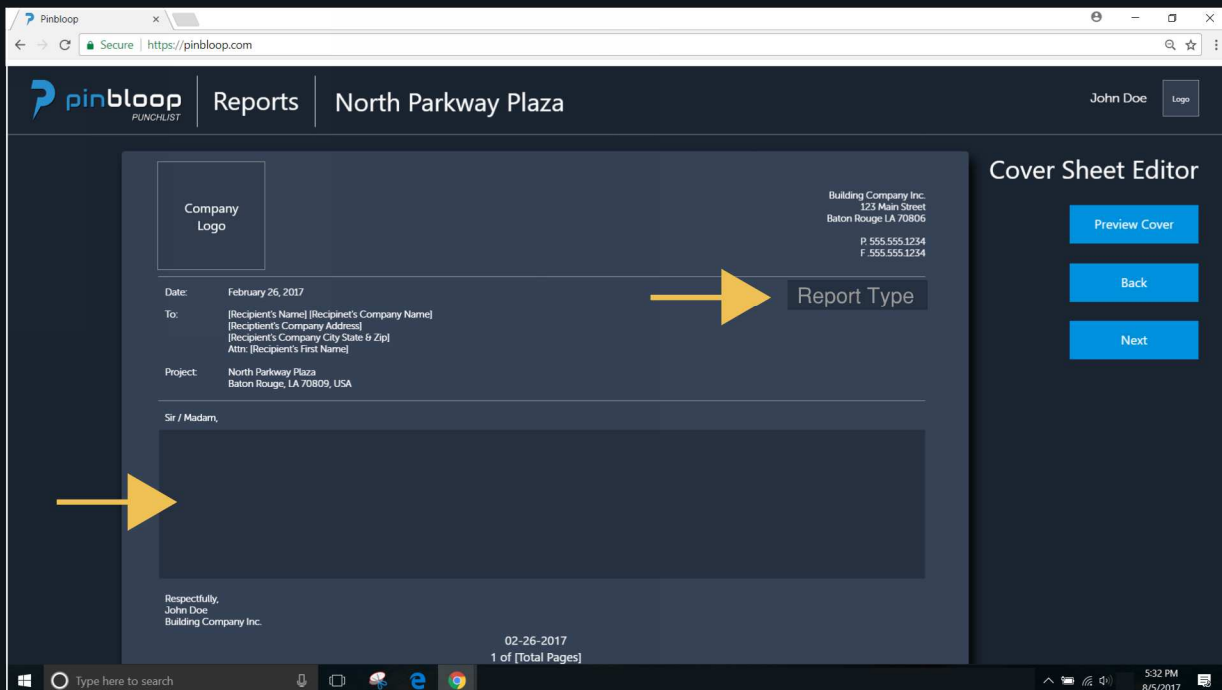 Pinbloop
Secure https://pinbloop.com
pinbloop
PUNCHLIST
Reports
North Parkway Plaza
John Doe
Logo
Cover Sheet Editor
Preview Cover
Back
Next
Company
Logo
Building Company Inc.
123 Main Street
Baton Rouge LA 70806
P. 555.555.1234
F .555.555.1234
Report Type
Date: February 26, 2017
To: [Recipient's Name] [Recipinet's Company Name]
[Reciptient's Company Address]
[Recipient's Company City State & Zip]
Attn: [Recipient's First Name]
Project: North Parkway Plaza
Baton Rouge, LA 70809, USA
Sir / Madam,
Respectfully,
John Doe
Building Company Inc.
02-26-2017
1 of [Total Pages]
Type here to search
5:32 PM
8/5/2017